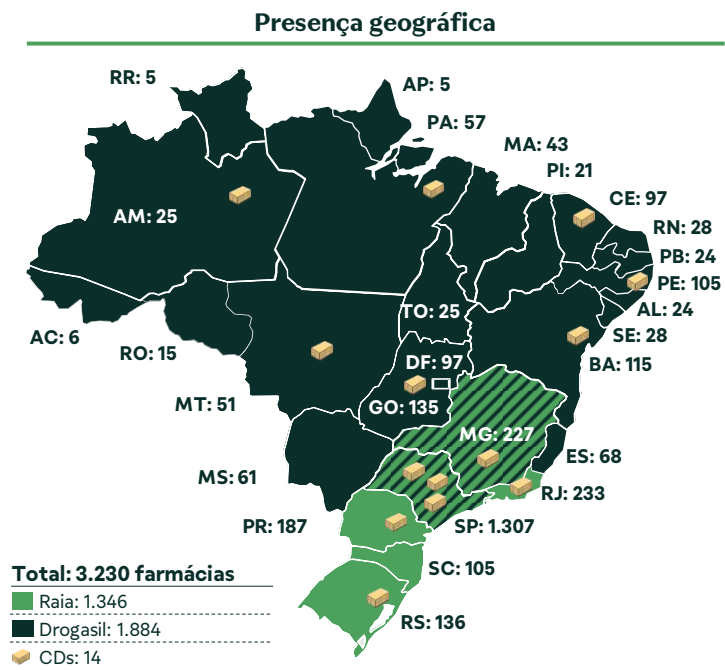 Presença geográfica
RR: 5
AP: 5
PA: 57
MA: 43
PI: 21
CE: 97
AM: 25
RN: 28
PB: 24
PE: 105
TO: 25
AL: 24
AC: 6
SE: 28
RO: 15
DF: 97
BA: 115
MT: 51
GO: 135
MG: 227
ES: 68
MS: 61
RJ: 233
PR: 187
SP: 1.307
SC: 105
RS: 136
Total: 3.230 farmácias
Raia: 1.346
Drogasil: 1.884
CDs: 14